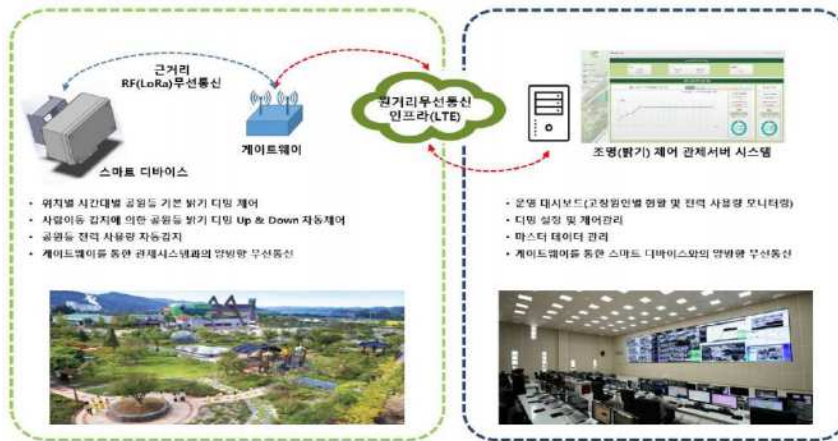 근거리
RF(LoRa)무선통신
원거리무선통신
인프라(LTE)
게이트웨이
스마트 디바이스
조명(밝기) 제어 관제서버 시스템
• 위치별 시간대별 공원등 기본 밝기 디밍 제어
• 사람이동 감지에 의한 공원등 밝기 디밍 Up & Down 자동제어
• 공원등 전력 사용량 자동감지
• 게이트웨이를 통한 관제시스템과의 양방향 무선통신
• 운영 대시보드(고장원인별 현황 및 전력 사용량 모니터링)
• 디밍 설정 및 제어관리
• 마스터 데이터 관리
• 게이트웨이를 통한 스마트 디바이스와의 양방향 무선통신